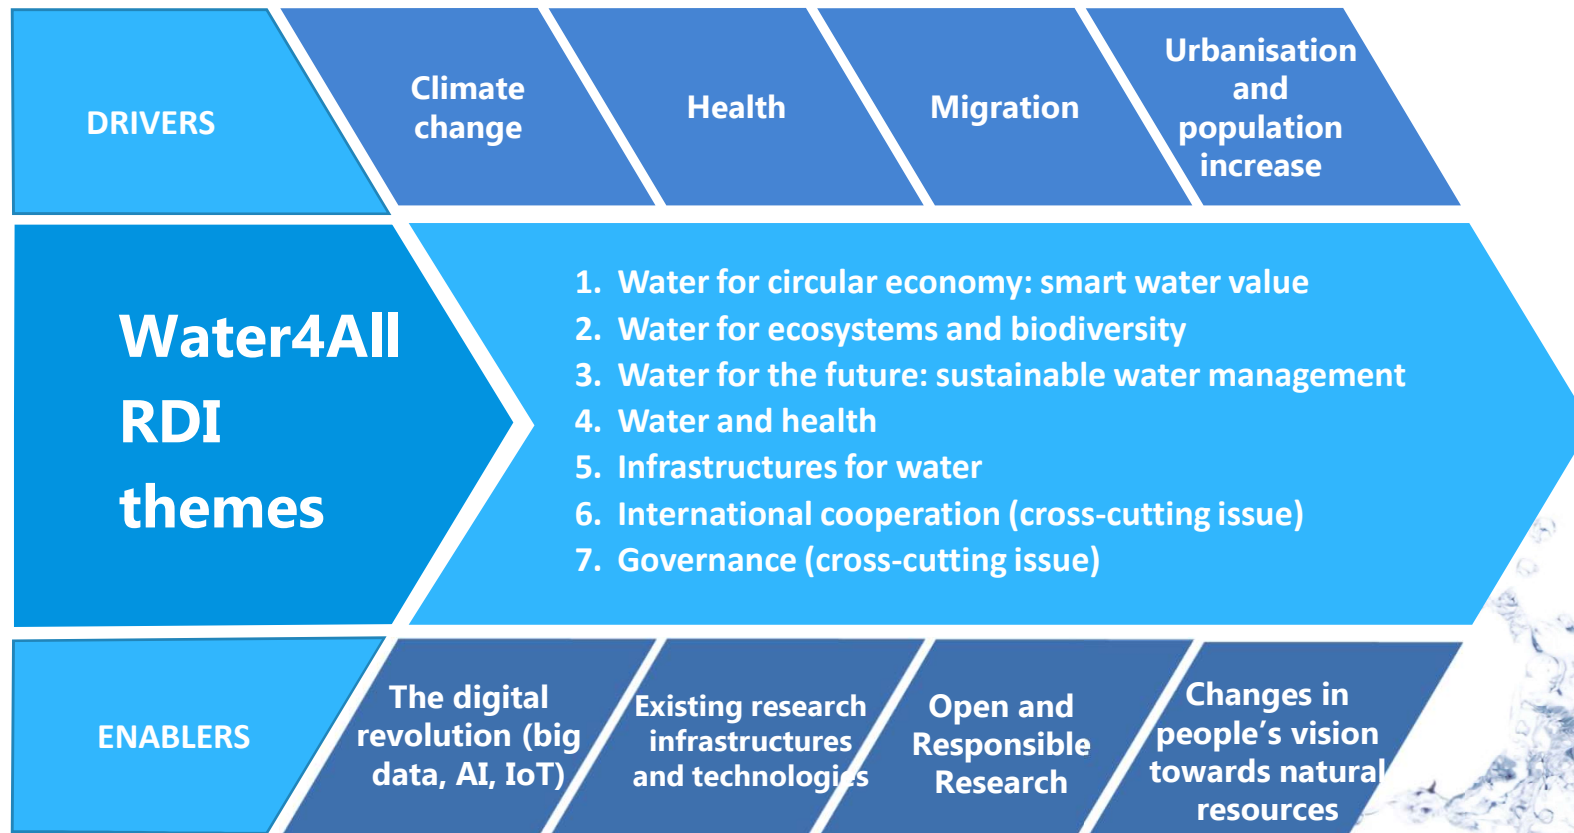 DRIVERS
Climate
change
Health
Migration
Urbanisation
and
population
increase
Water4All
RDI
themes
1. Water for circular economy: smart water value
2. Water for ecosystems and biodiversity
3. Water for the future: sustainable water management
4. Water and health
5. Infrastructures for water
6. International cooperation (cross-cutting issue)
7. Governance (cross-cutting issue)
ENABLERS
The digital
revolution (big
data, AI, IoT)
Existing research
infrastructures
and technologies
Open and
Responsible
Research
Changes in
people’s vision
towards natural
resources